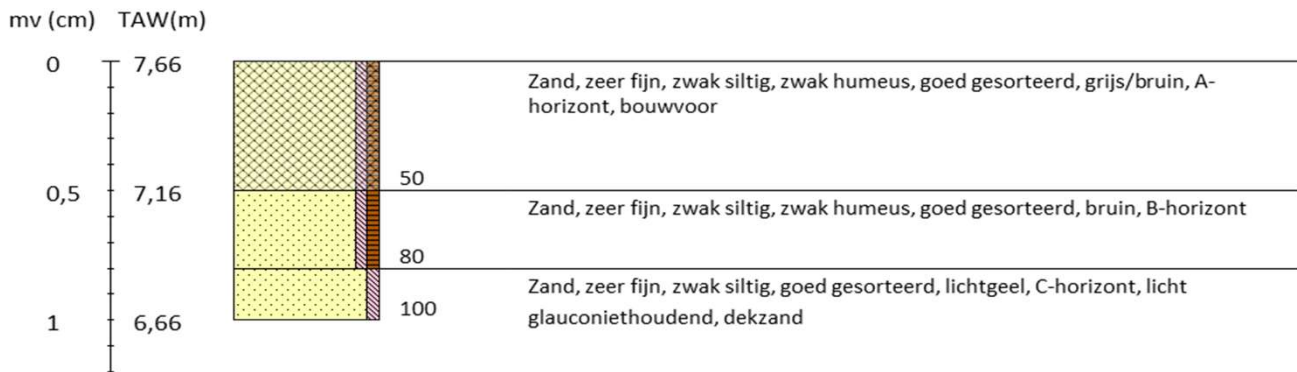 mv (cm) TAW(m)
0 7,66
Zand, zeer fijn, zwak siltig, zwak humeus, goed gesorteerd, grijs/bruin, A-
horizont, bouwvoor
50
0,5 7,16
Zand, zeer fijn, zwak siltig, zwak humeus, goed gesorteerd, bruin, B-horizont
80
Zand, zeer fijn, zwak siltig, goed gesorteerd, lichtgeel, C-horizont, licht
glauconiethoudend, dekzand
100
1 6,66